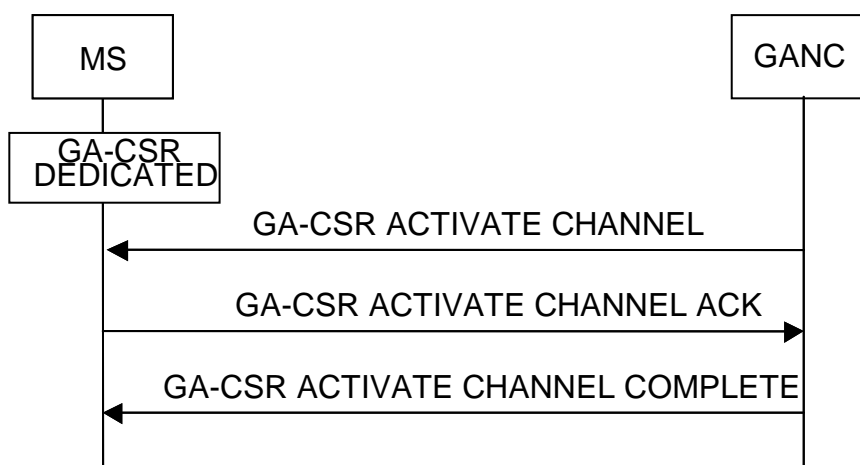 MS
GANC
GA-CSR
DEDICATED
GA-CSR ACTIVATE CHANNEL
GA-CSR ACTIVATE CHANNEL ACK
GA-CSR ACTIVATE CHANNEL COMPLETE